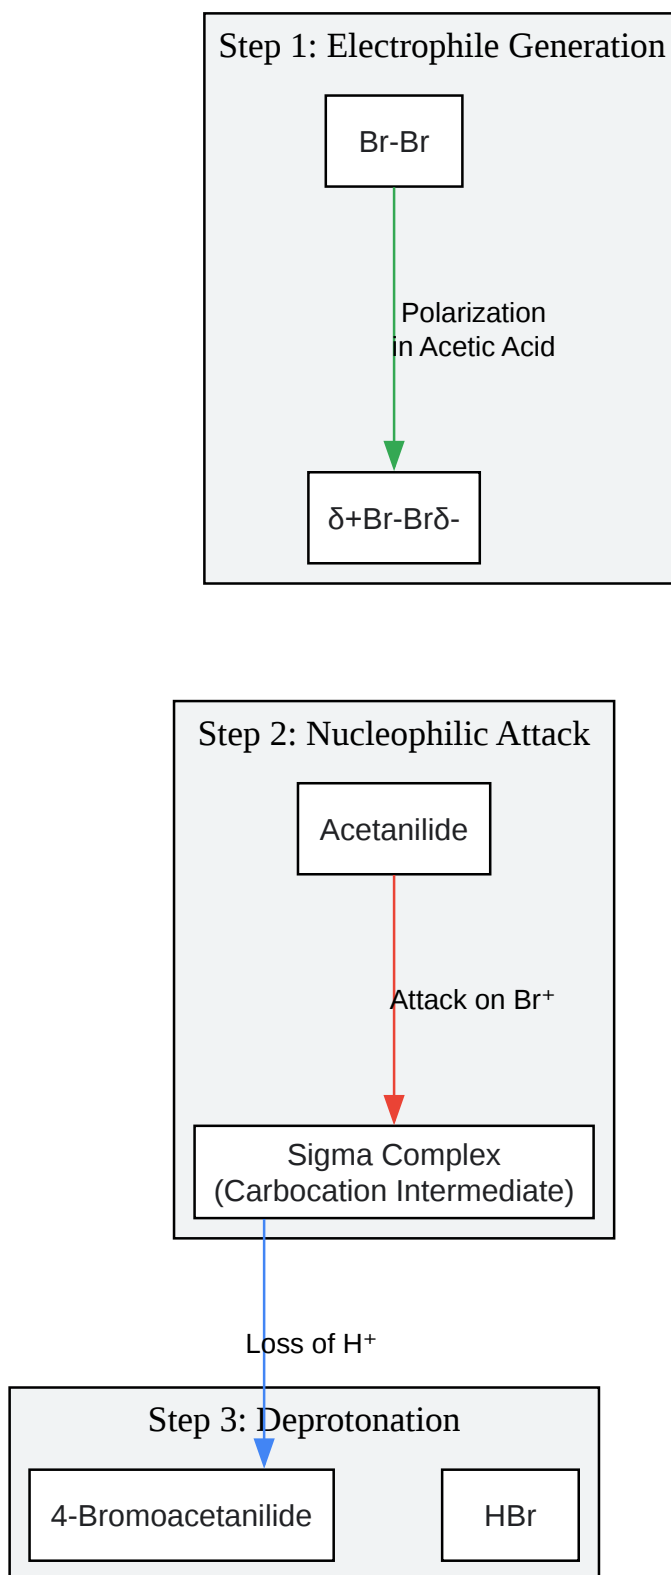 Step 1: Electrophile Generation
Br-Br
Polarization
in Acetic Acid
δ+Br-Brδ-
Step 2: Nucleophilic Attack
Acetanilide
Attack on Br⁺
Sigma Complex
(Carbocation Intermediate)
Loss of H⁺
Step 3: Deprotonation
4-Bromoacetanilide
HBr